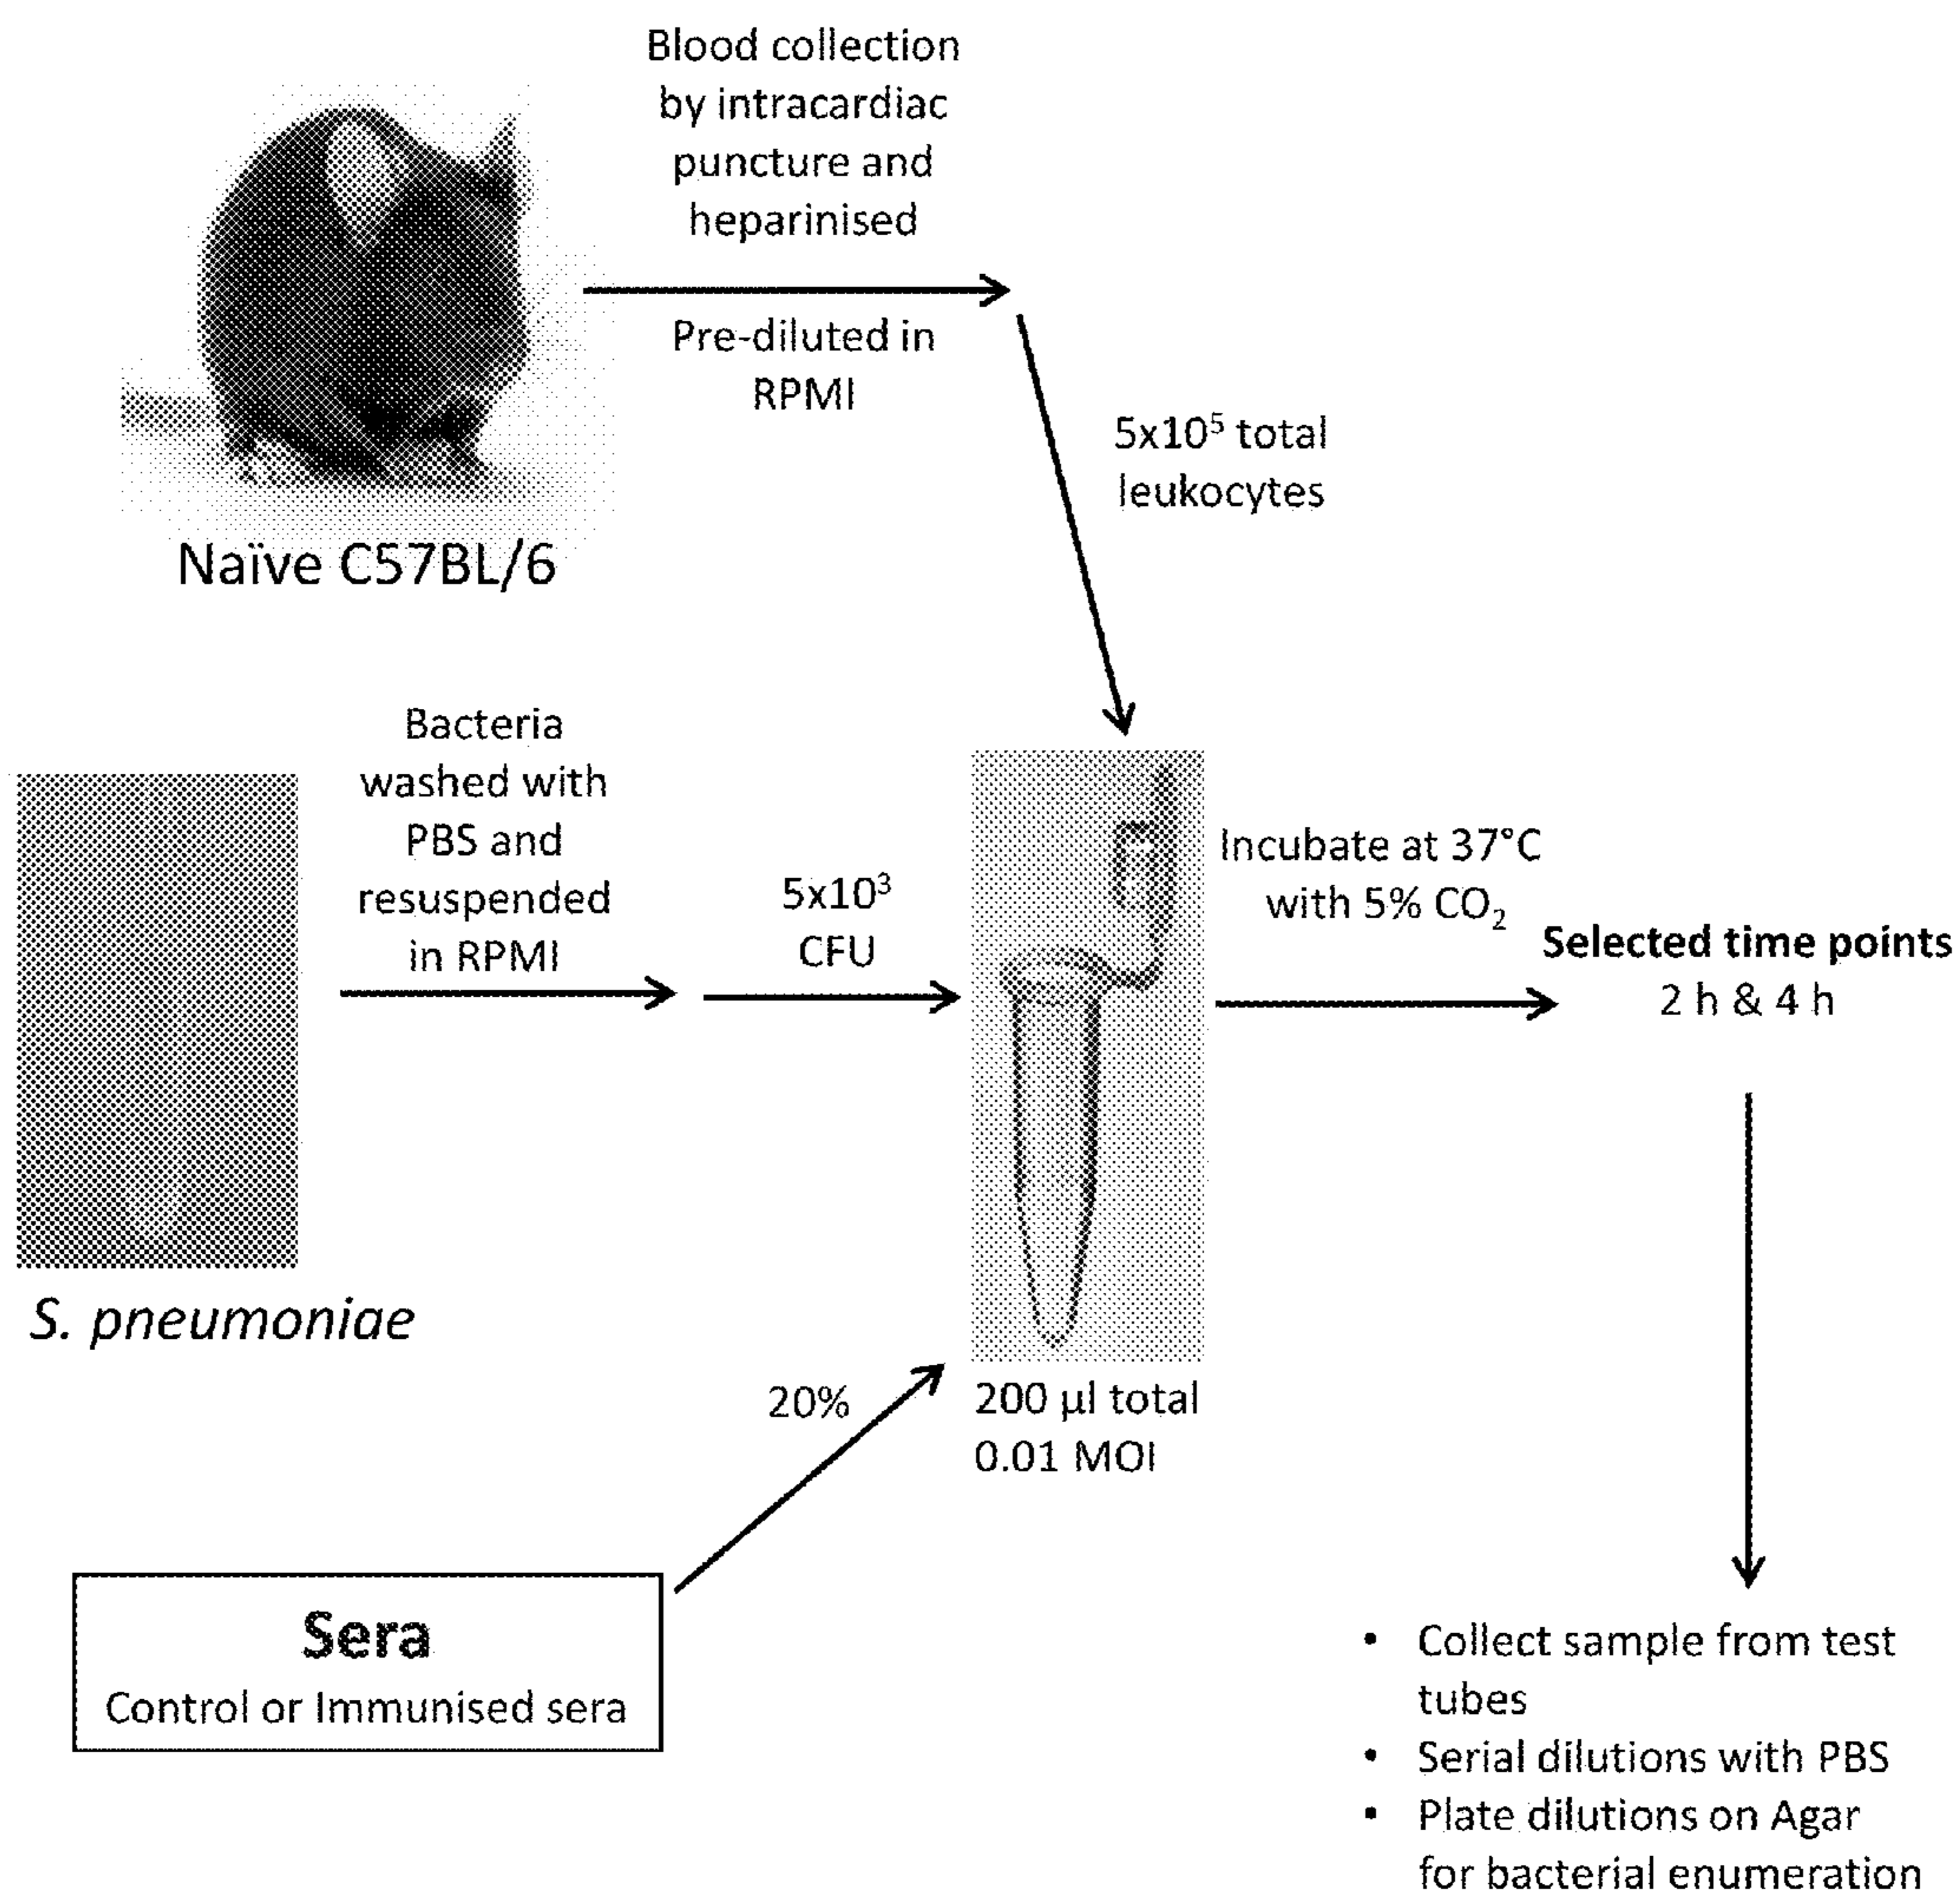 Blood collection
by intracardiac
puncture and
heparinised
Pre-diluted in
RPMI
5x10⁵ total
leukocytes
Naïve C57BL/6
Bacteria
washed with
PBS and
resuspended
in RPMI
5x10³
CFU
Incubate at 37°C
with 5% CO₂
Selected time points
2 h & 4 h
S. pneumoniae
20%
200 µl total
0.01 MOI
Sera
Control or Immunised sera
• Collect sample from test
tubes
• Serial dilutions with PBS
• Plate dilutions on Agar
for bacterial enumeration